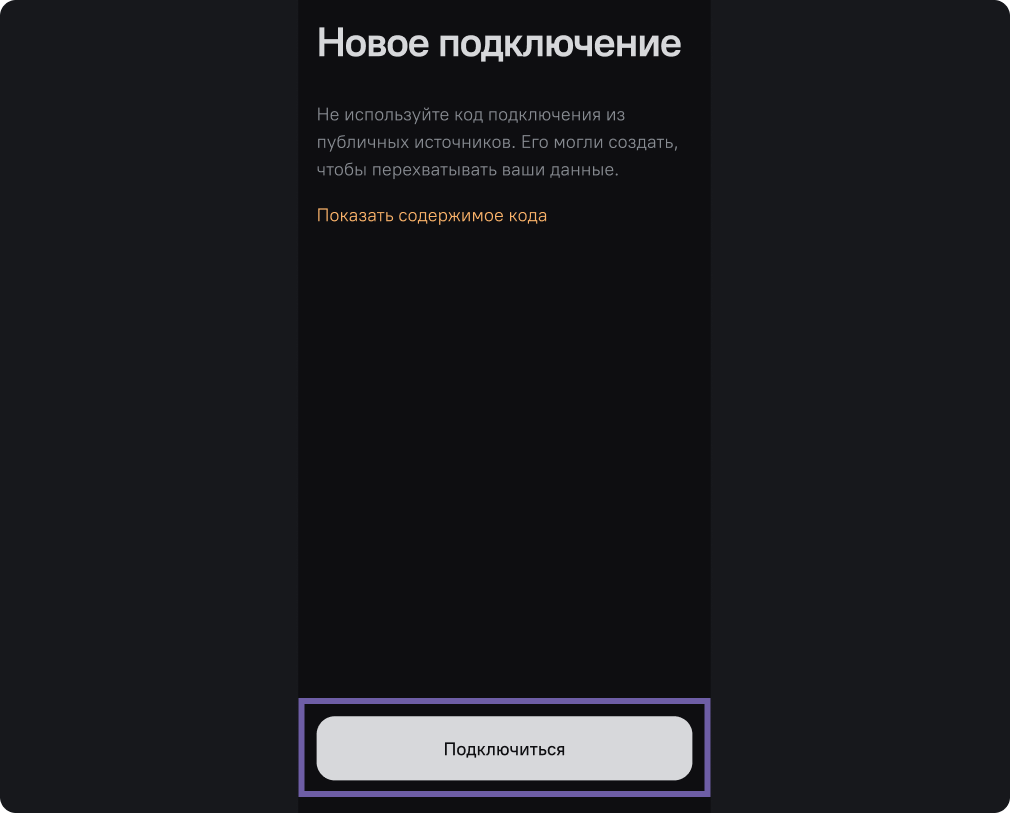 Новое подключение
Не используйте код подключения из
публичных источников. Его могли создать,
чтобы перехватывать ваши данные.
Показать содержимое кода
Подключиться